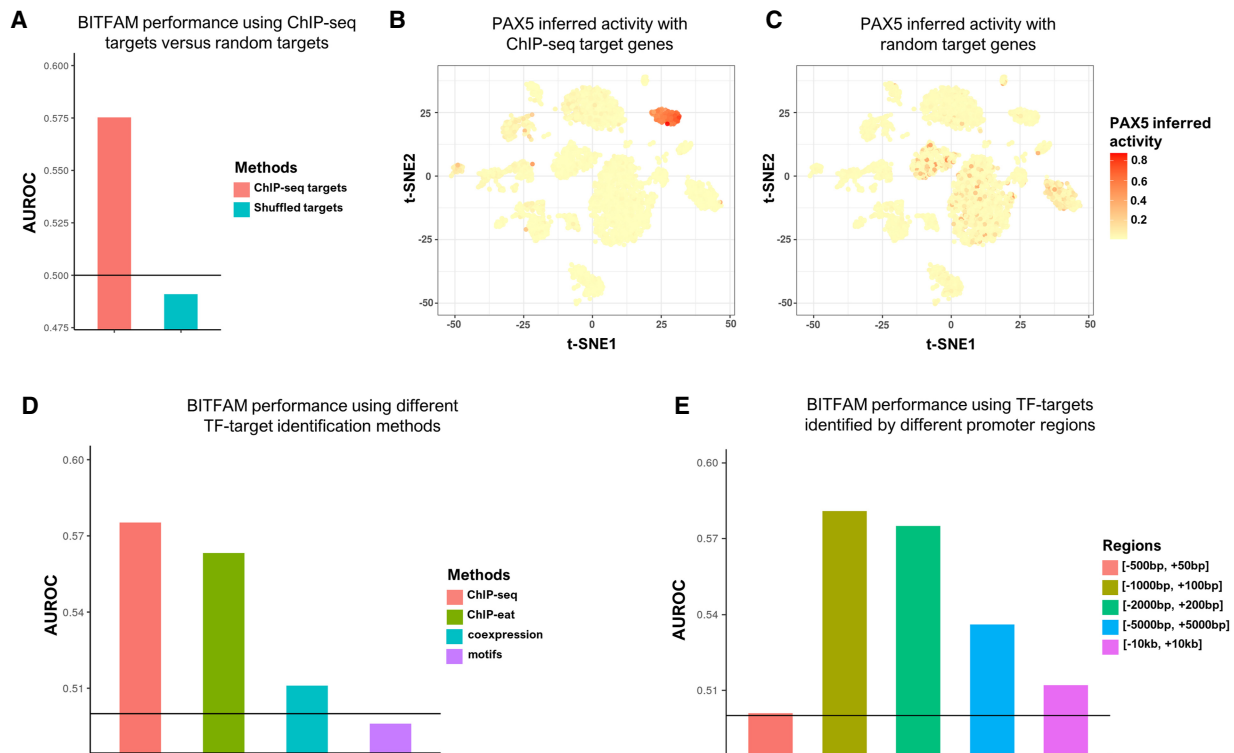 A
BITFAM performance using ChIP-seq
targets versus random targets
0.600
0.575
0.550
0.525
0.500
0.475
AUROC
Methods
ChIP-seq targets
Shuffled targets
B
PAX5 inferred activity with
ChIP-seq target genes
25
0
-25
-50
t-SNE2
-50
-25
0
25
50
t-SNE1
C
PAX5 inferred activity with
random target genes
25
0
-25
-50
t-SNE2
-50
-25
0
25
50
t-SNE1
PAX5 inferred
activity
0.8
0.6
0.4
0.2
D
BITFAM performance using different
TF-target identification methods
0.60
0.57
0.54
0.51
AUROC
Methods
ChIP-seq
ChIP-eat
coexpression
motifs
E
BITFAM performance using TF-targets
identified by different promoter regions
0.60
0.57
0.54
0.51
AUROC
Regions
[-500bp, +50bp]
[-1000bp, +100bp]
[-2000bp, +200bp]
[-5000bp, +5000bp]
[-10kb, +10kb]